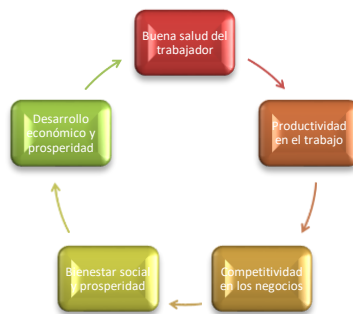 Buena salud del
trabajador
Productividad
en el trabajo
Competitividad
en los negocios
Bienestar social
prosperidad
Desarrollo
económico y
prosperidad